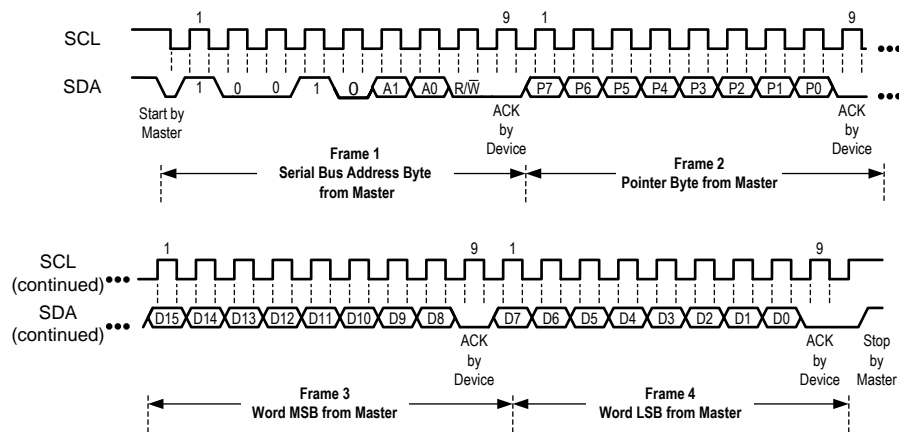 1 9 1 9
SCL
SDA
1 0 0 1 0 A1 A0 R/W̅ P7 P6 P5 P4 P3 P2 P1 P0
Start by
Master
ACK
by
Device
ACK
by
Device
Frame 1
Serial Bus Address Byte
from Master
Frame 2
Pointer Byte from Master
1 9 1 9
SCL
(continued)
SDA
(continued)
D15 D14 D13 D12 D11 D10 D9 D8 D7 D6 D5 D4 D3 D2 D1 D0
ACK
by
Device
ACK
by
Device
Stop
by
Master
Frame 3
Word MSB from Master
Frame 4
Word LSB from Master